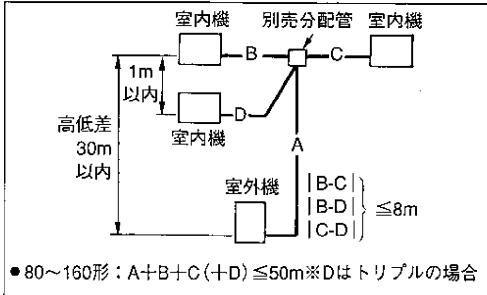 室内機
別売分配管
室内機
B
C
1m
以内
D
高低差
30m
以内
室内機
A
室外機
|B-C|
|B-D|
|C-D|
≦8m
●80～160形：A+B+C(+D)≦50m※Dはトリプルの場合